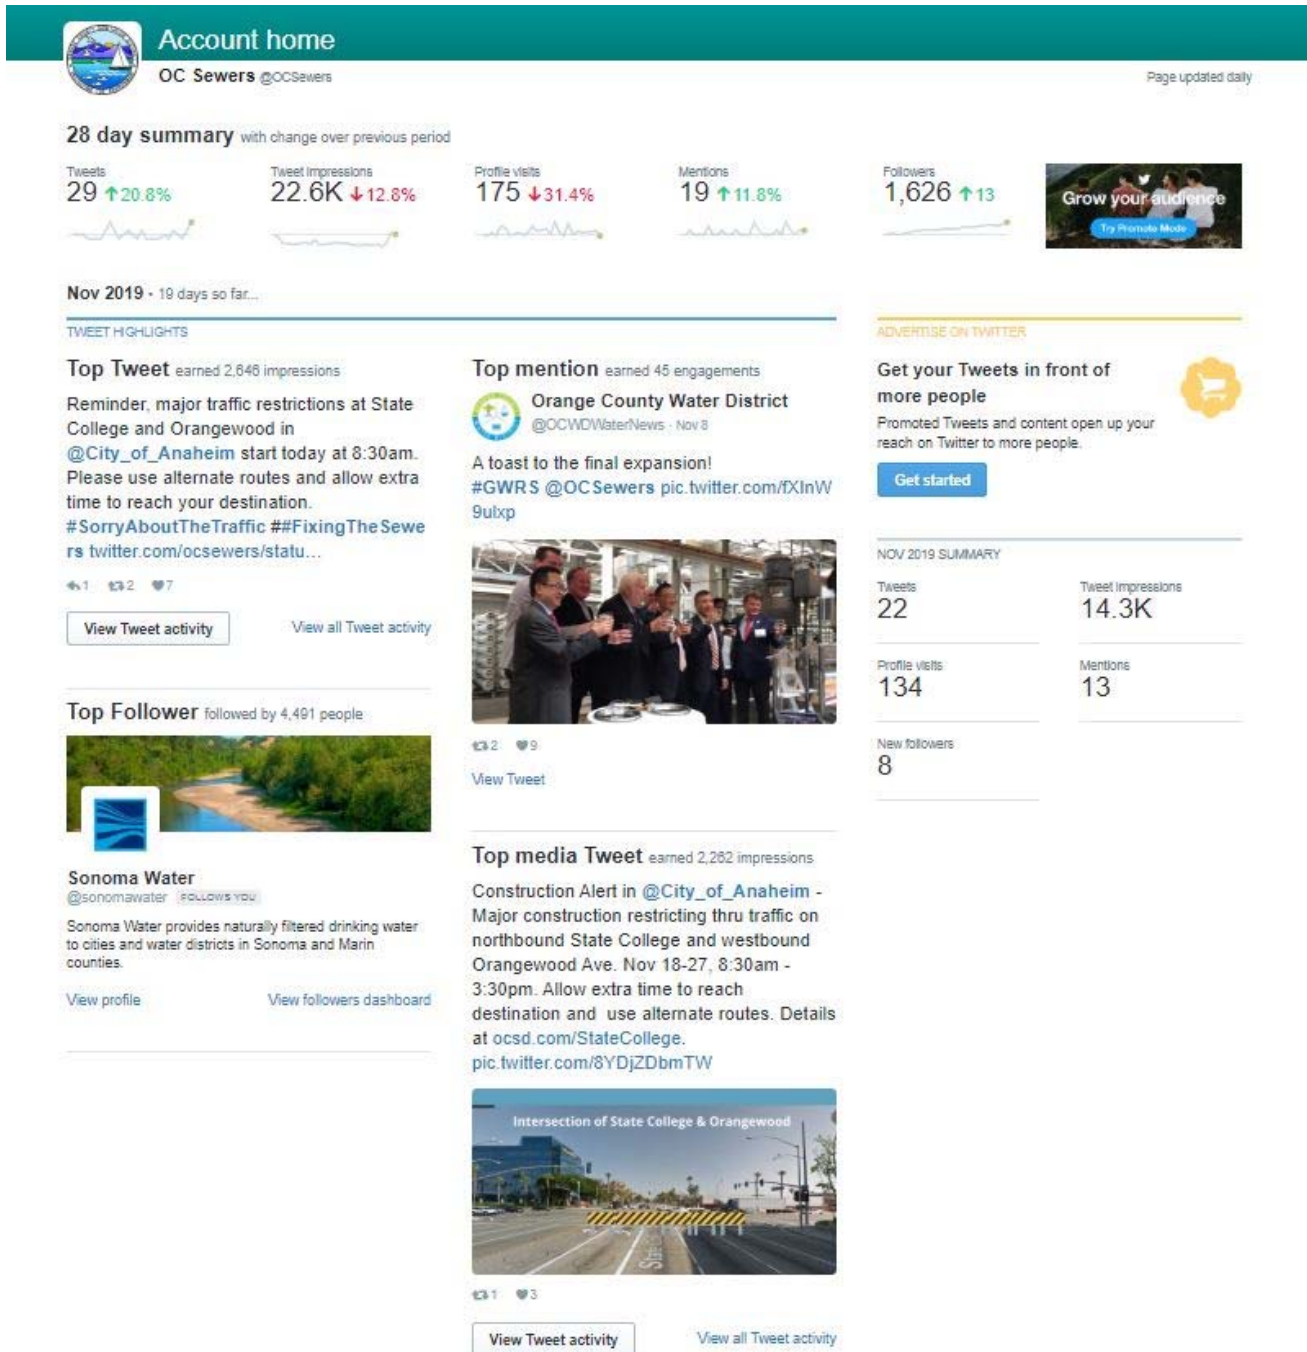 Account home
OC Sewers @OCSewers
Page updated daily
28 day summary with change over previous period
Tweets
29 ↑20.8%
Tweet impressions
22.6K ↓12.8%
Profile visits
175 ↓31.4%
Mentions
19 ↑11.8%
Followers
1,626 ↑13
Grow your audience
Try Promote Mode
Nov 2019 • 19 days so far...
TWEET HIGHLIGHTS
Top Tweet earned 2,646 impressions
Reminder, major traffic restrictions at State
College and Orangewood in
@City_of_Anaheim start today at 8:30am.
Please use alternate routes and allow extra
time to reach your destination.
#SorryAboutTheTraffic ##FixingTheSewe
rs twitter.com/ocsewers/statu…
1 2 7
View Tweet activity
View all Tweet activity
Top Follower followed by 4,491 people
Sonoma Water
@sonomawater FOLLOWS YOU
Sonoma Water provides naturally filtered drinking water
to cities and water districts in Sonoma and Marin
counties.
View profile
View followers dashboard
Top mention earned 45 engagements
Orange County Water District
@OCWDWaterNews · Nov 8
A toast to the final expansion!
#GWRS @OCSewers pic.twitter.com/fXInW
9ulxp
2 9
View Tweet
Top media Tweet earned 2,262 impressions
Construction Alert in @City_of_Anaheim -
Major construction restricting thru traffic on
northbound State College and westbound
Orangewood Ave. Nov 18-27, 8:30am -
3:30pm. Allow extra time to reach
destination and  use alternate routes. Details
at ocsd.com/StateCollege.
pic.twitter.com/8YDjZDbmTW
Intersection of State College & Orangewood
1 3
View Tweet activity
View all Tweet activity
ADVERTISE ON TWITTER
Get your Tweets in front of
more people
Promoted Tweets and content open up your
reach on Twitter to more people.
Get started
NOV 2019 SUMMARY
Tweets
22
Tweet impressions
14.3K
Profile visits
134
Mentions
13
New followers
8